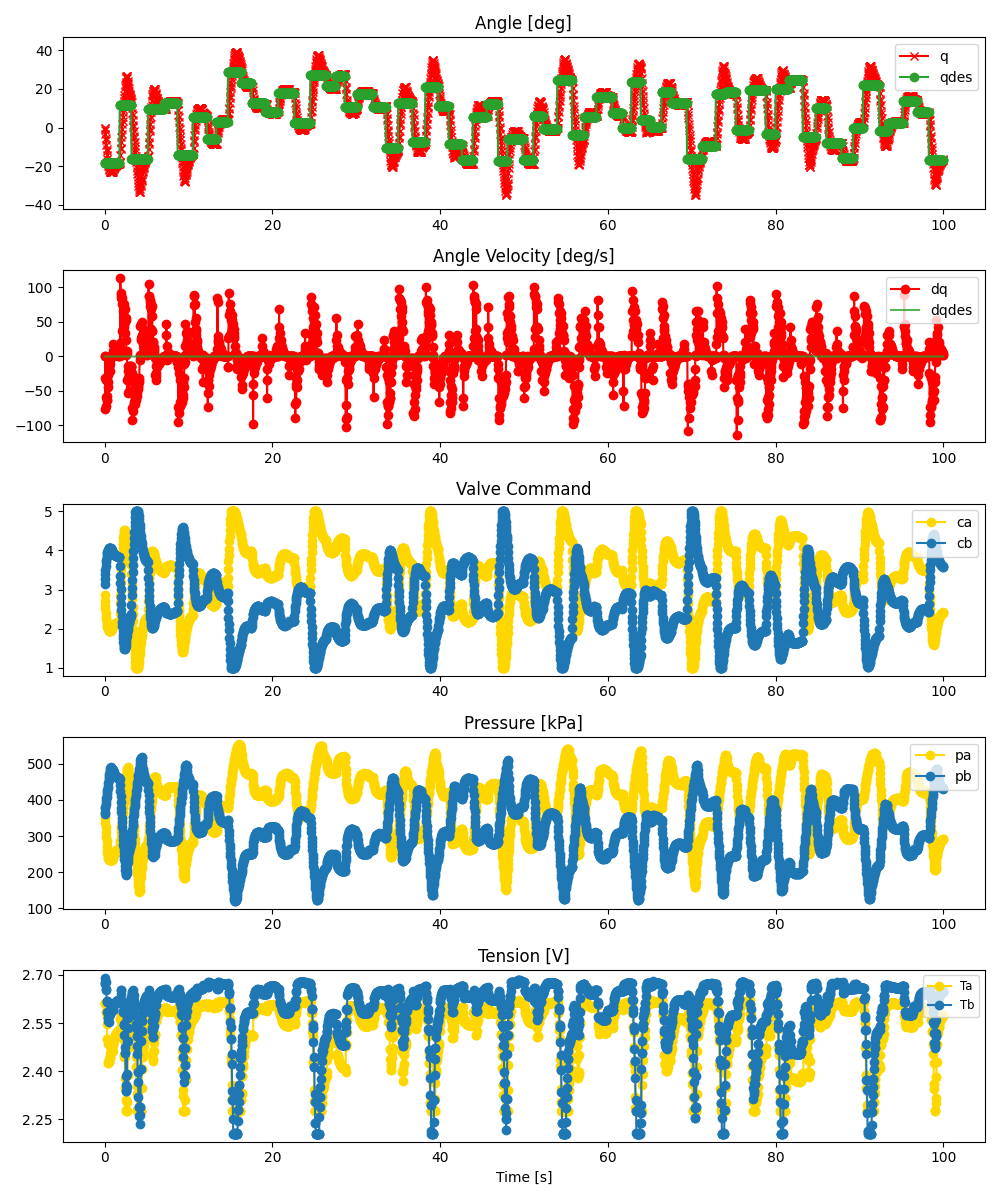 Angle [deg]
40
20
0
−20
−40
q
qdes
0 20 40 60 80 100
Angle Velocity [deg/s]
100
50
0
−50
−100
dq
dqdes
0 20 40 60 80 100
Valve Command
5
4
3
2
1
ca
cb
0 20 40 60 80 100
Pressure [kPa]
500
400
300
200
100
pa
pb
0 20 40 60 80 100
Tension [V]
2.70
2.55
2.40
2.25
Ta
Tb
0 20 40 60 80 100
Time [s]